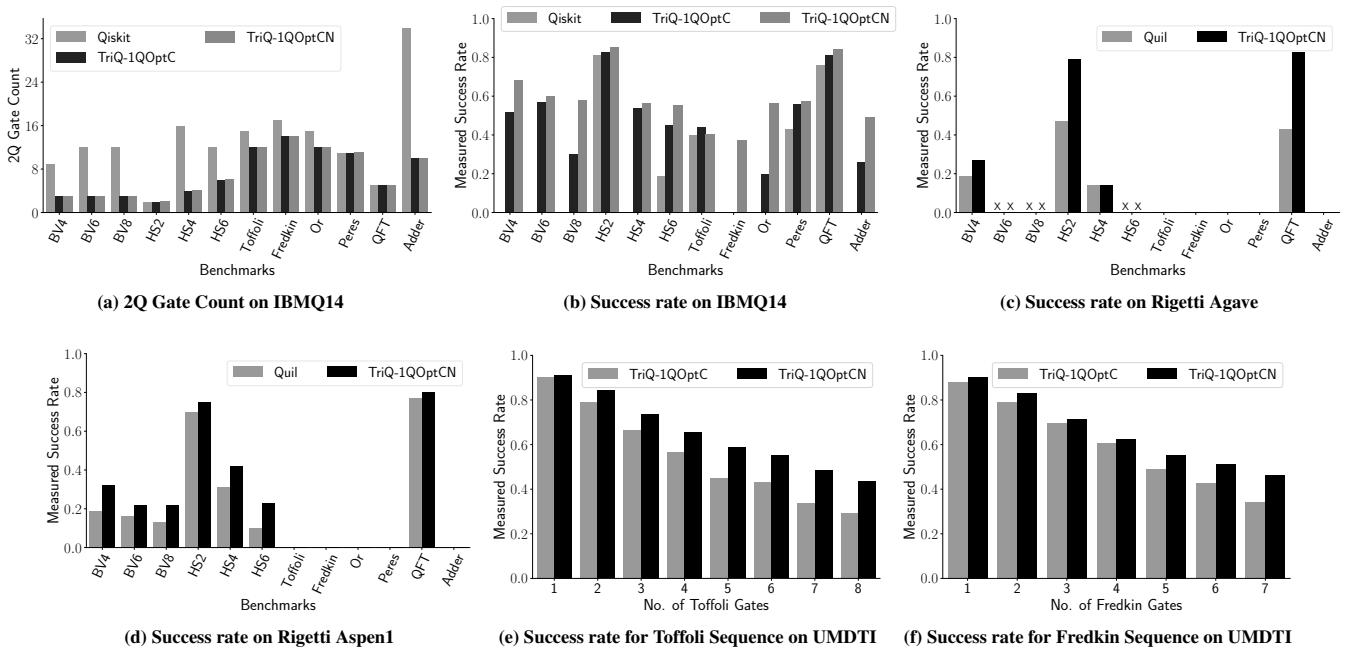 2Q Gate Count
32
24
16
8
0
Qiskit
TriQ-1QOptC
TriQ-1QOptCN
BV4
BV6
BV8
HS2
HS4
HS6
Toffoli
Fredkin
Or
Peres
QFT
Adder
Benchmarks
(a) 2Q Gate Count on IBMQ14
Measured Success Rate
1.0
0.8
0.6
0.4
0.2
0.0
Qiskit
TriQ-1QOptC
TriQ-1QOptCN
BV4
BV6
BV8
HS2
HS4
HS6
Toffoli
Fredkin
Or
Peres
QFT
Adder
Benchmarks
(b) Success rate on IBMQ14
Measured Success Rate
1.0
0.8
0.6
0.4
0.2
0.0
Quil
TriQ-1QOptCN
x x
x x
x x
BV4
BV6
BV8
HS2
HS4
HS6
Toffoli
Fredkin
Or
Peres
QFT
Adder
Benchmarks
(c) Success rate on Rigetti Agave
Measured Success Rate
1.0
0.8
0.6
0.4
0.2
0.0
Quil
TriQ-1QOptCN
BV4
BV6
BV8
HS2
HS4
HS6
Toffoli
Fredkin
Or
Peres
QFT
Adder
Benchmarks
(d) Success rate on Rigetti Aspen1
Measured Success Rate
1.0
0.8
0.6
0.4
0.2
0.0
TriQ-1QOptC
TriQ-1QOptCN
1 2 3 4 5 6 7 8
No. of Toffoli Gates
(e) Success rate for Toffoli Sequence on UMDTI
Measured Success Rate
1.0
0.8
0.6
0.4
0.2
0.0
TriQ-1QOptC
TriQ-1QOptCN
1 2 3 4 5 6 7
No. of Fredkin Gates
(f) Success rate for Fredkin Sequence on UMDTI